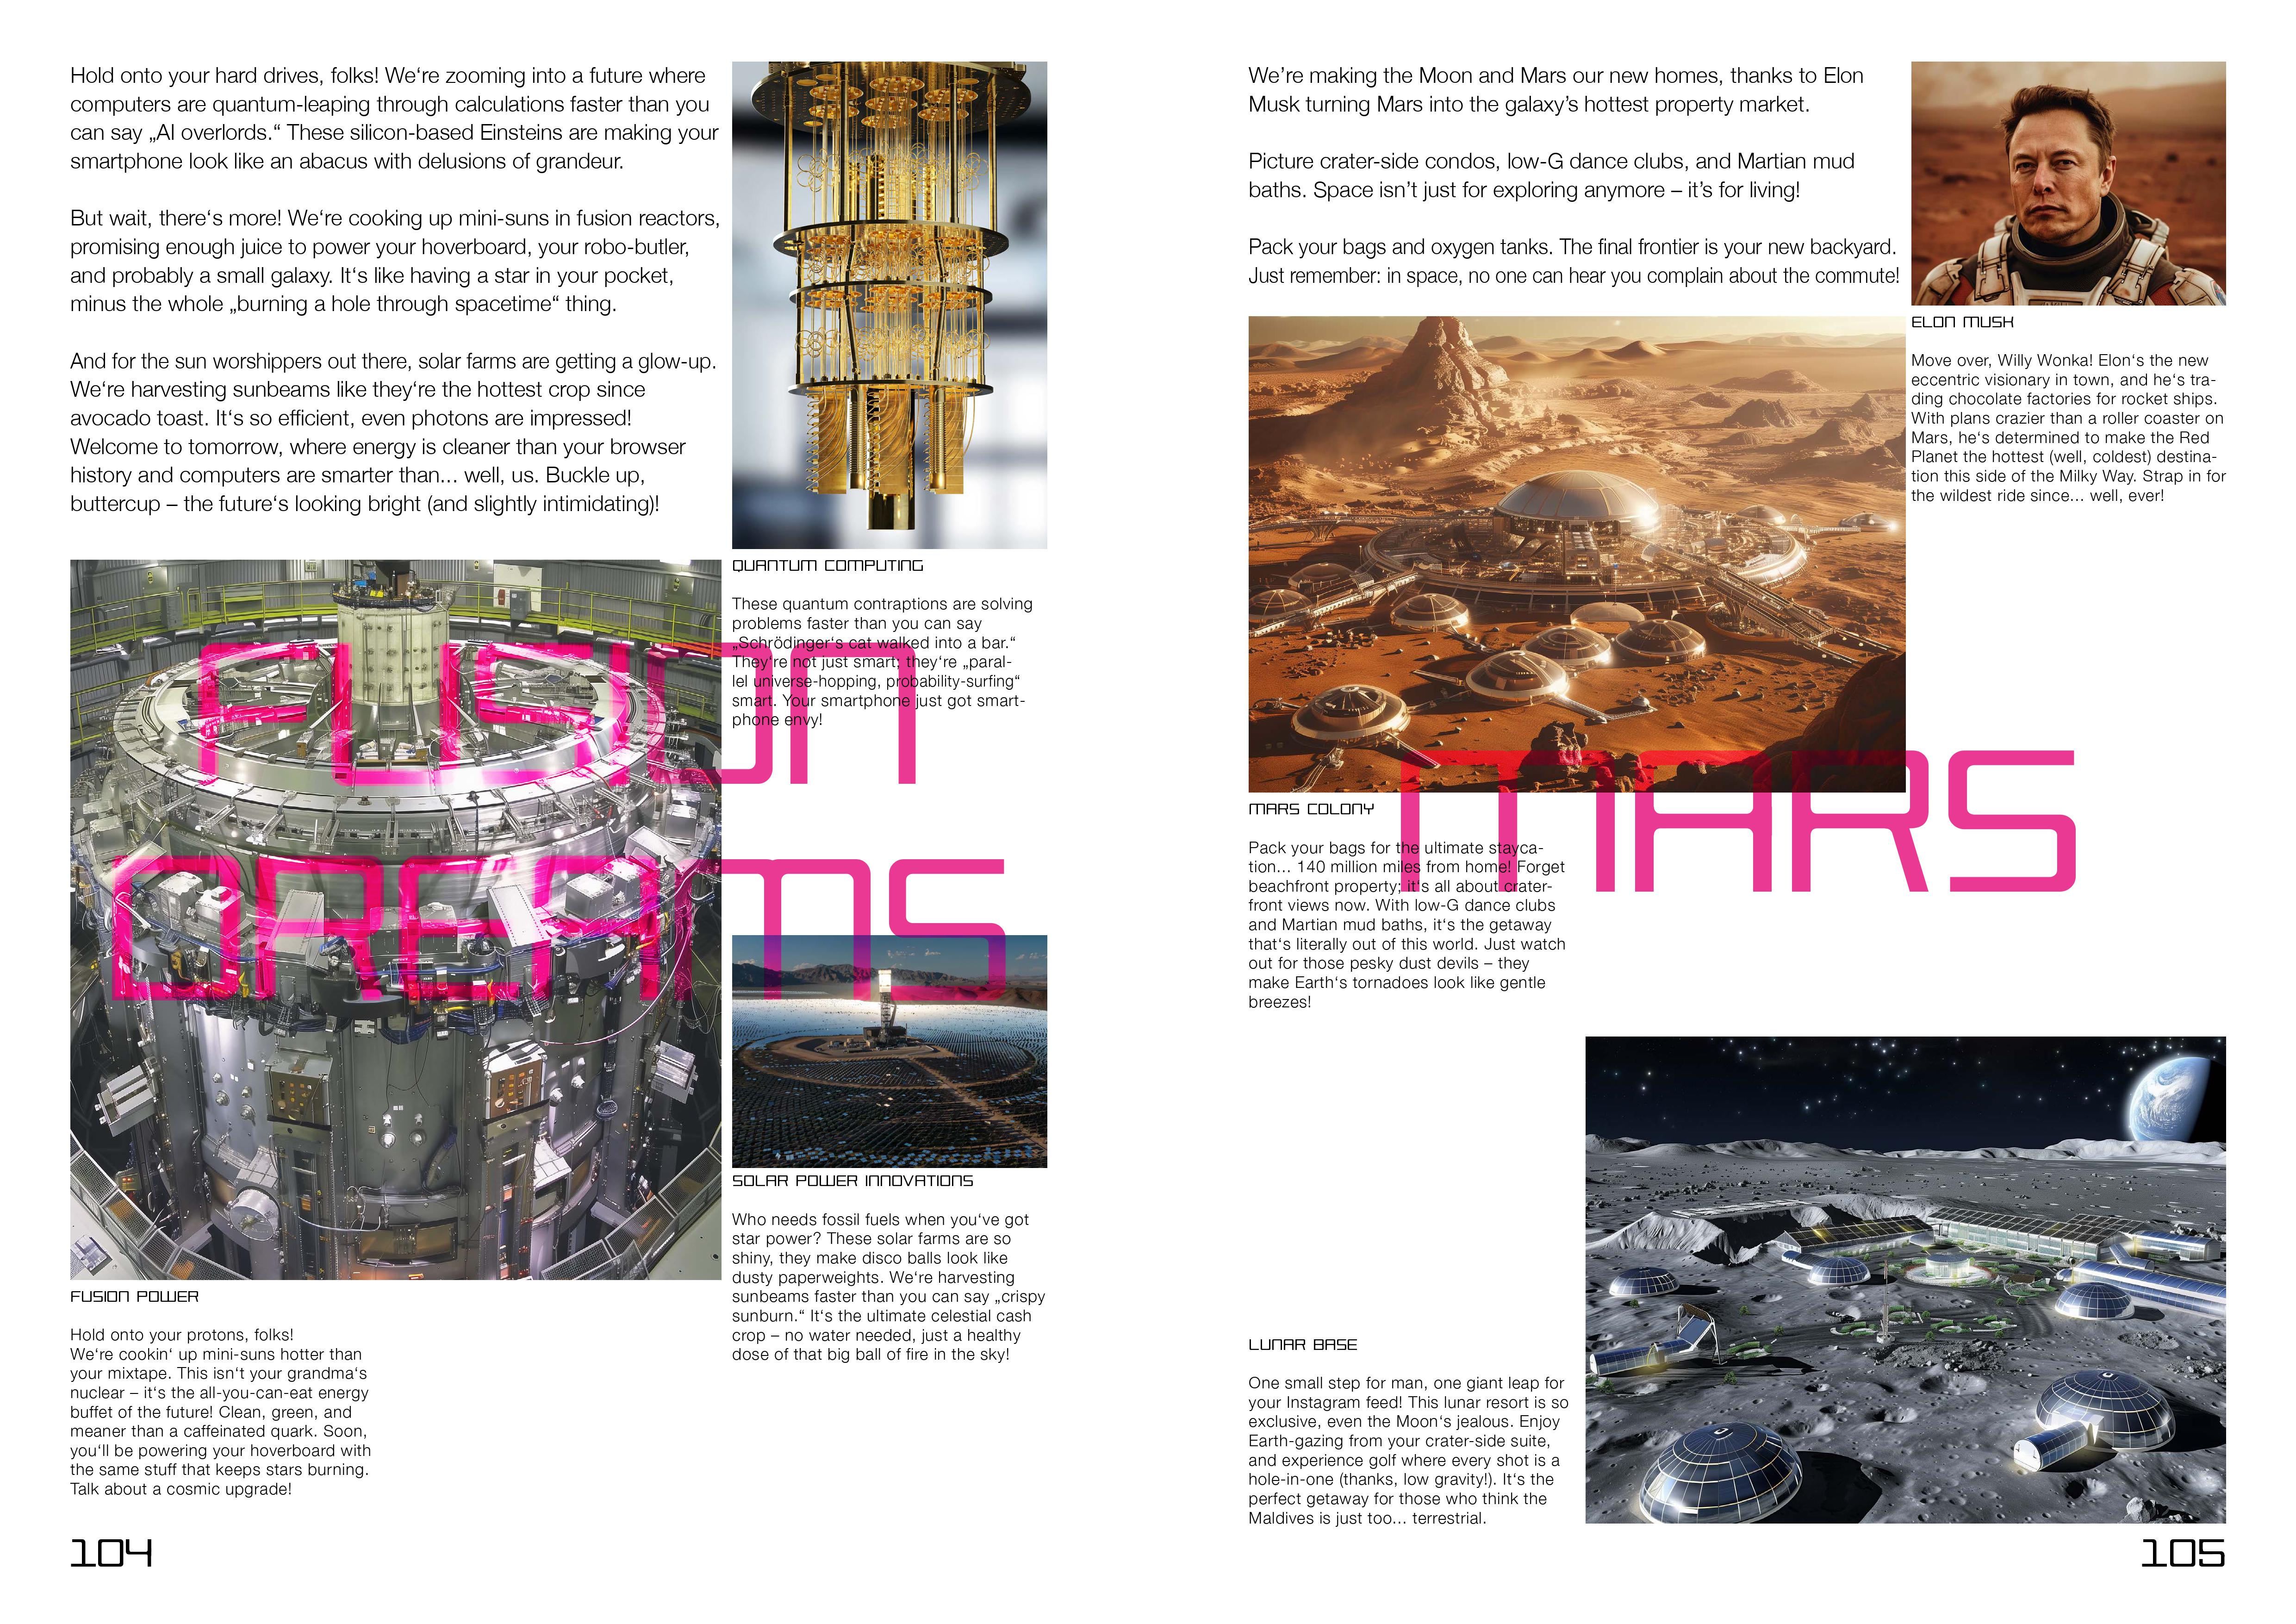 Hold onto your hard drives, folks! We‘re zooming into a future where
computers are quantum-leaping through calculations faster than you
can say „AI overlords.“ These silicon-based Einsteins are making your
smartphone look like an abacus with delusions of grandeur.
But wait, there‘s more! We‘re cooking up mini-suns in fusion reactors,
promising enough juice to power your hoverboard, your robo-butler,
and probably a small galaxy. It‘s like having a star in your pocket,
minus the whole „burning a hole through spacetime“ thing.
And for the sun worshippers out there, solar farms are getting a glow-up.
We‘re harvesting sunbeams like they‘re the hottest crop since
avocado toast. It‘s so efficient, even photons are impressed!
Welcome to tomorrow, where energy is cleaner than your browser
history and computers are smarter than... well, us. Buckle up,
buttercup – the future‘s looking bright (and slightly intimidating)!
QUANTUM COMPUTING
These quantum contraptions are solving
problems faster than you can say
„Schrödinger‘s cat walked into a bar.“
They‘re not just smart; they‘re „paral-
lel universe-hopping, probability-surfing“
smart. Your smartphone just got smart-
phone envy!
FUSION
DREAMS
SOLAR POWER INNOVATIONS
Who needs fossil fuels when you‘ve got
star power? These solar farms are so
shiny, they make disco balls look like
dusty paperweights. We‘re harvesting
sunbeams faster than you can say „crispy
sunburn.“ It‘s the ultimate celestial cash
crop – no water needed, just a healthy
dose of that big ball of fire in the sky!
FUSION POWER
Hold onto your protons, folks!
We‘re cookin‘ up mini-suns hotter than
your mixtape. This isn‘t your grandma‘s
nuclear – it‘s the all-you-can-eat energy
buffet of the future! Clean, green, and
meaner than a caffeinated quark. Soon,
you‘ll be powering your hoverboard with
the same stuff that keeps stars burning.
Talk about a cosmic upgrade!
104
We’re making the Moon and Mars our new homes, thanks to Elon
Musk turning Mars into the galaxy’s hottest property market.
Picture crater-side condos, low-G dance clubs, and Martian mud
baths. Space isn’t just for exploring anymore – it’s for living!
Pack your bags and oxygen tanks. The final frontier is your new backyard.
Just remember: in space, no one can hear you complain about the commute!
ELON MUSK
Move over, Willy Wonka! Elon‘s the new
eccentric visionary in town, and he‘s tra-
ding chocolate factories for rocket ships.
With plans crazier than a roller coaster on
Mars, he‘s determined to make the Red
Planet the hottest (well, coldest) destina-
tion this side of the Milky Way. Strap in for
the wildest ride since... well, ever!
MARS
MARS COLONY
Pack your bags for the ultimate stayca-
tion... 140 million miles from home! Forget
beachfront property; it‘s all about crater-
front views now. With low-G dance clubs
and Martian mud baths, it‘s the getaway
that‘s literally out of this world. Just watch
out for those pesky dust devils – they
make Earth‘s tornadoes look like gentle
breezes!
LUNAR BASE
One small step for man, one giant leap for
your Instagram feed! This lunar resort is so
exclusive, even the Moon‘s jealous. Enjoy
Earth-gazing from your crater-side suite,
and experience golf where every shot is a
hole-in-one (thanks, low gravity!). It‘s the
perfect getaway for those who think the
Maldives is just too... terrestrial.
105